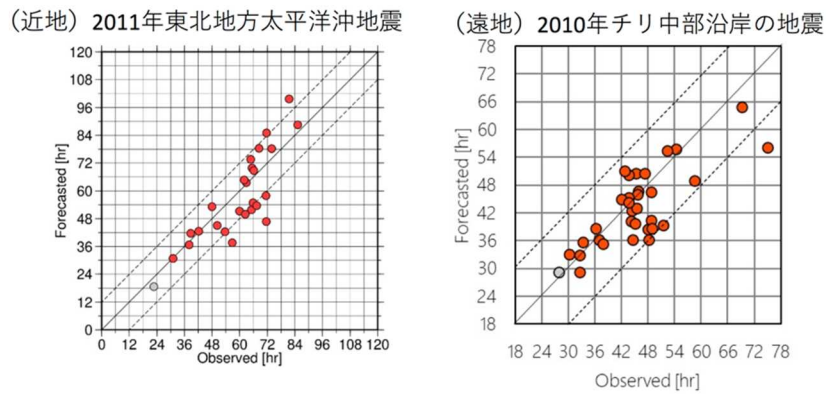 （近地）2011年東北地方太平洋沖地震
120
108
96
84
72
60
48
36
24
12
0
Forecasted [hr]
0 12 24 36 48 60 72 84 96 108 120
Observed [hr]
（遠地）2010年チリ中部沿岸の地震
78
72
66
60
54
48
42
36
30
24
18
Forecasted [hr]
18 24 30 36 42 48 54 60 66 72 78
Observed [hr]